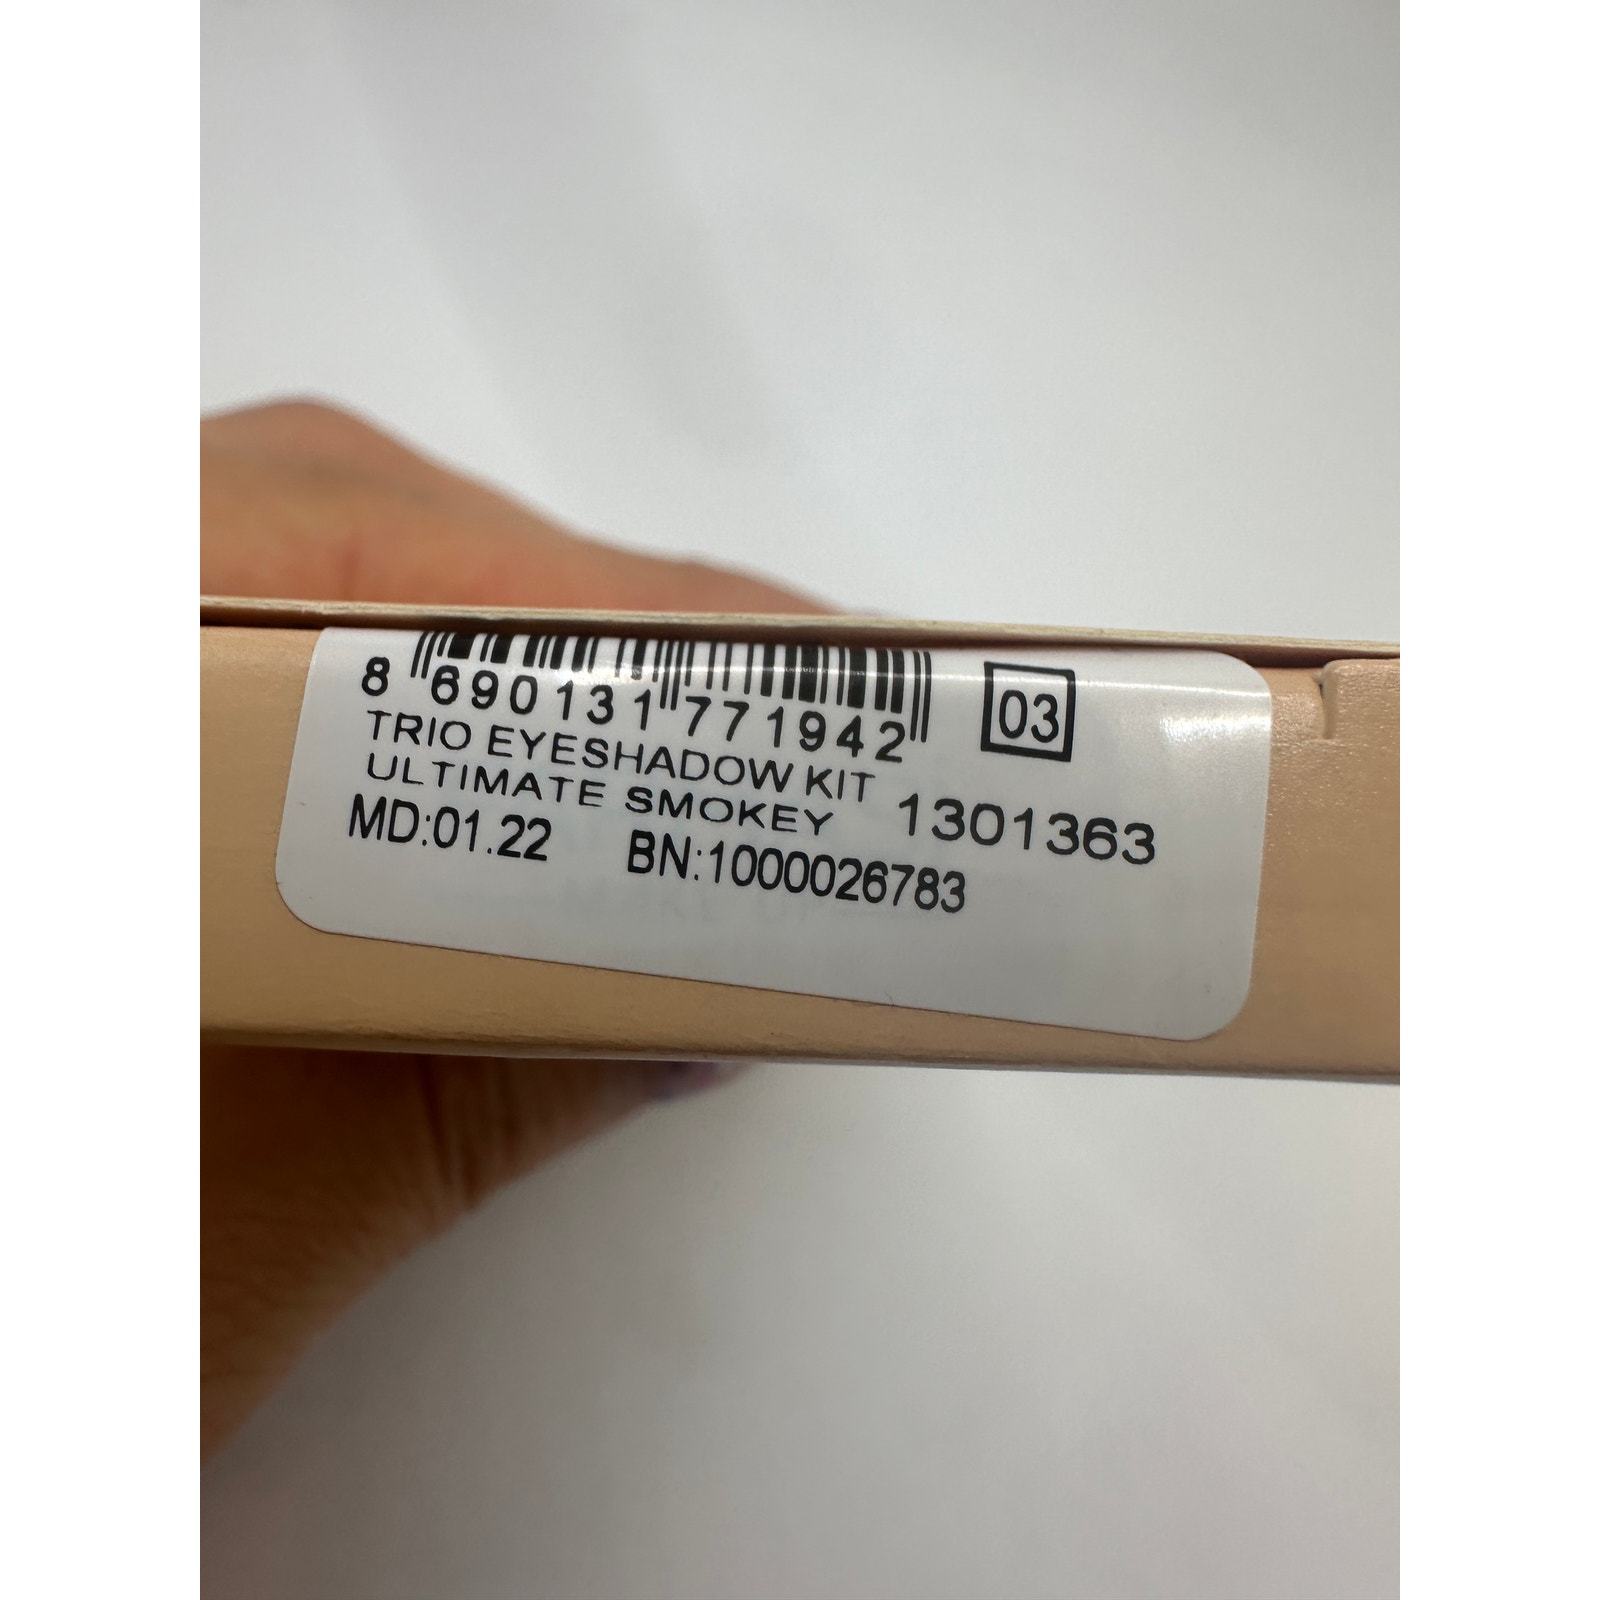 8 690131 771942
03
TRIO EYESHADOW KIT
ULTIMATE SMOKEY 1301363
MD:01.22 BN:1000026783